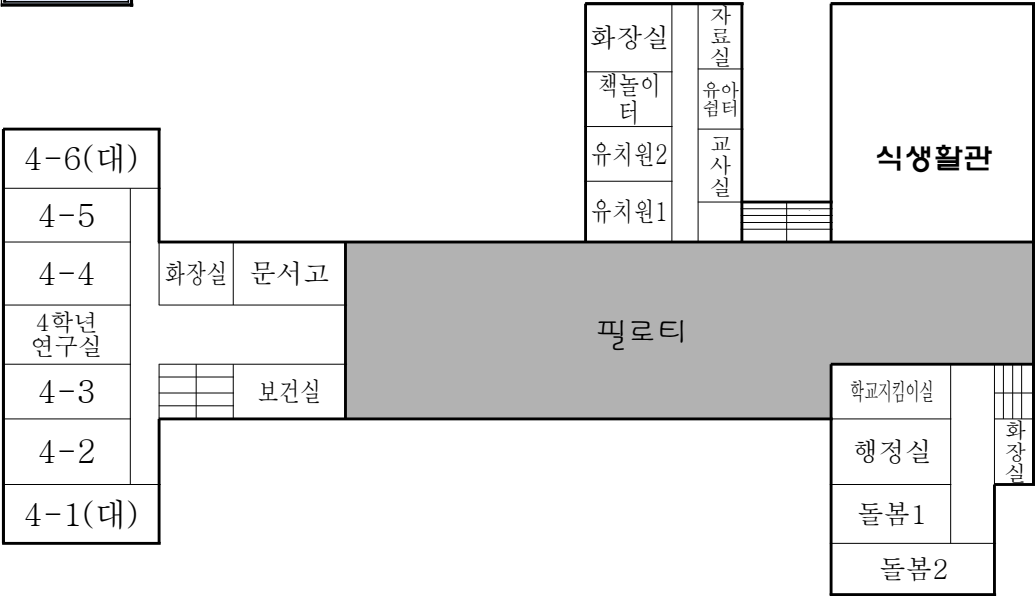 화장실
자료실
책놀이
터
유아
쉼터
유치원2
교사실
유치원1
식생활관
4-6(대)
4-5
4-4
화장실
문서고
4학년
연구실
필로티
4-3
보건실
4-2
4-1(대)
학교지킴이실
행정실
화장실
돌봄1
돌봄2